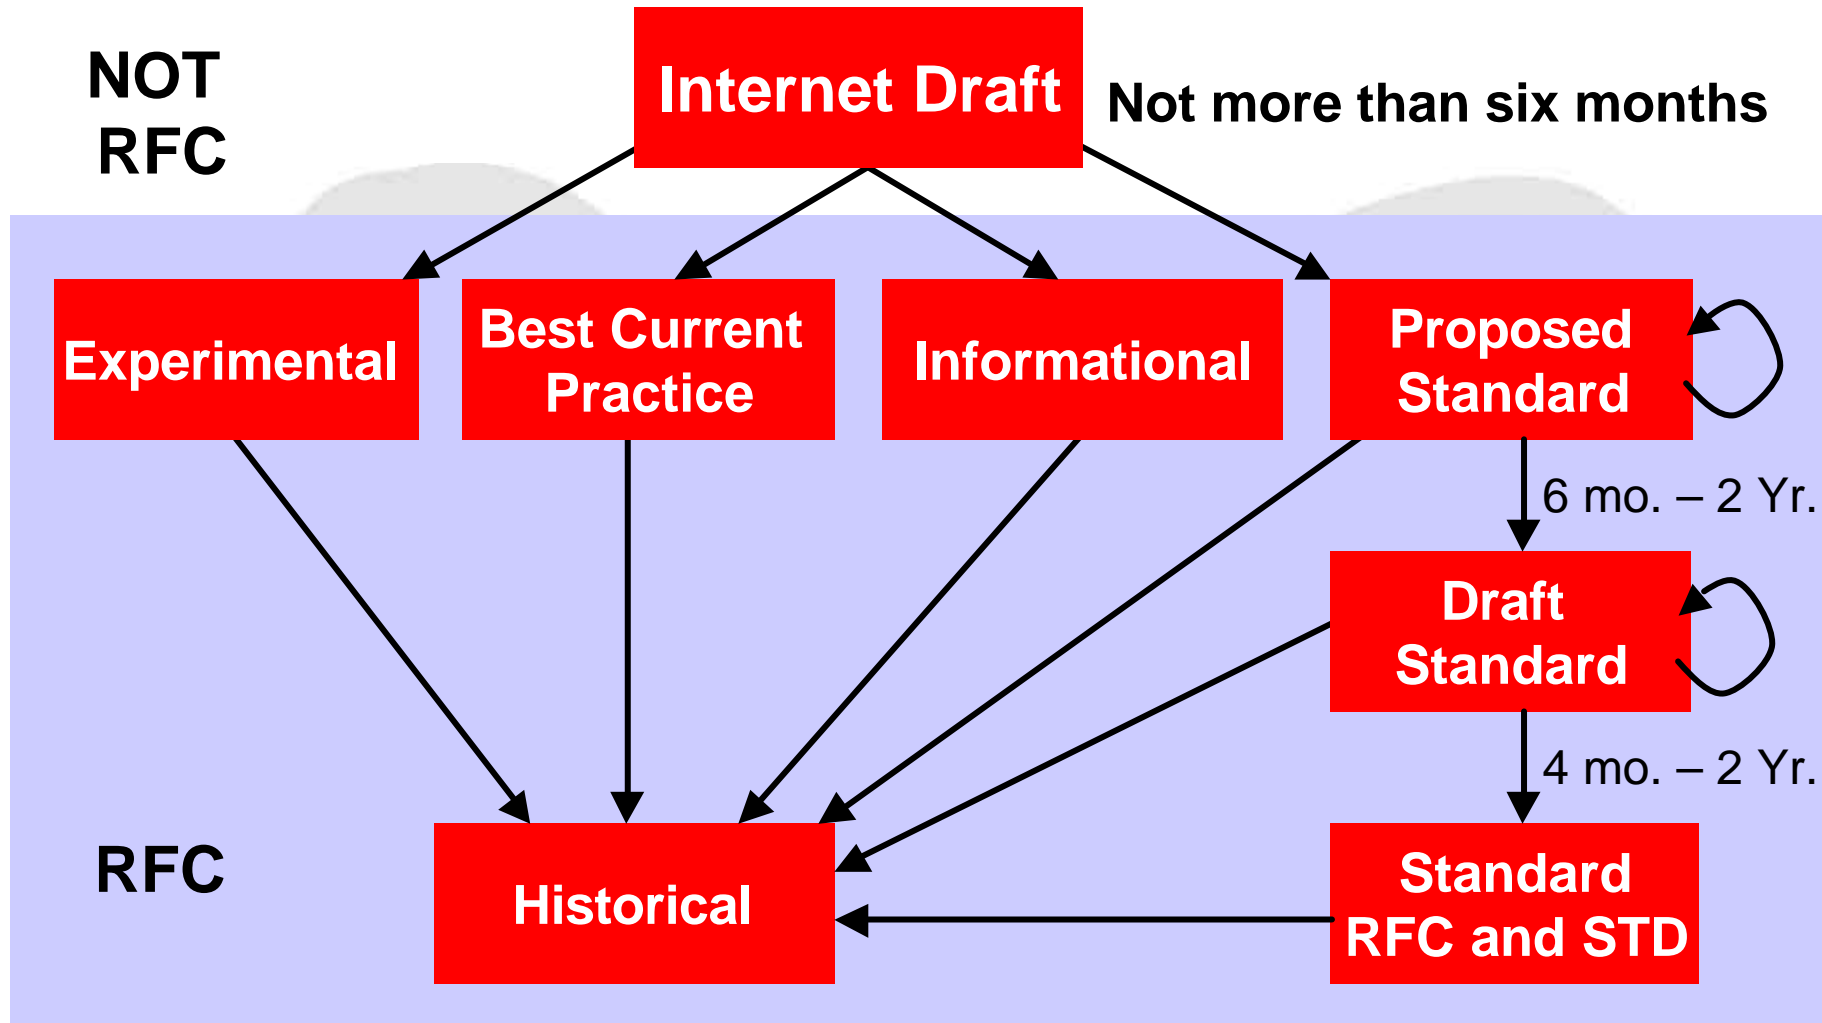 NOT
RFC
Internet Draft
Not more than six months
Experimental
Best Current
Practice
Informational
Proposed
Standard
6 mo. – 2 Yr.
Draft
Standard
4 mo. – 2 Yr.
RFC
Historical
Standard
RFC and STD